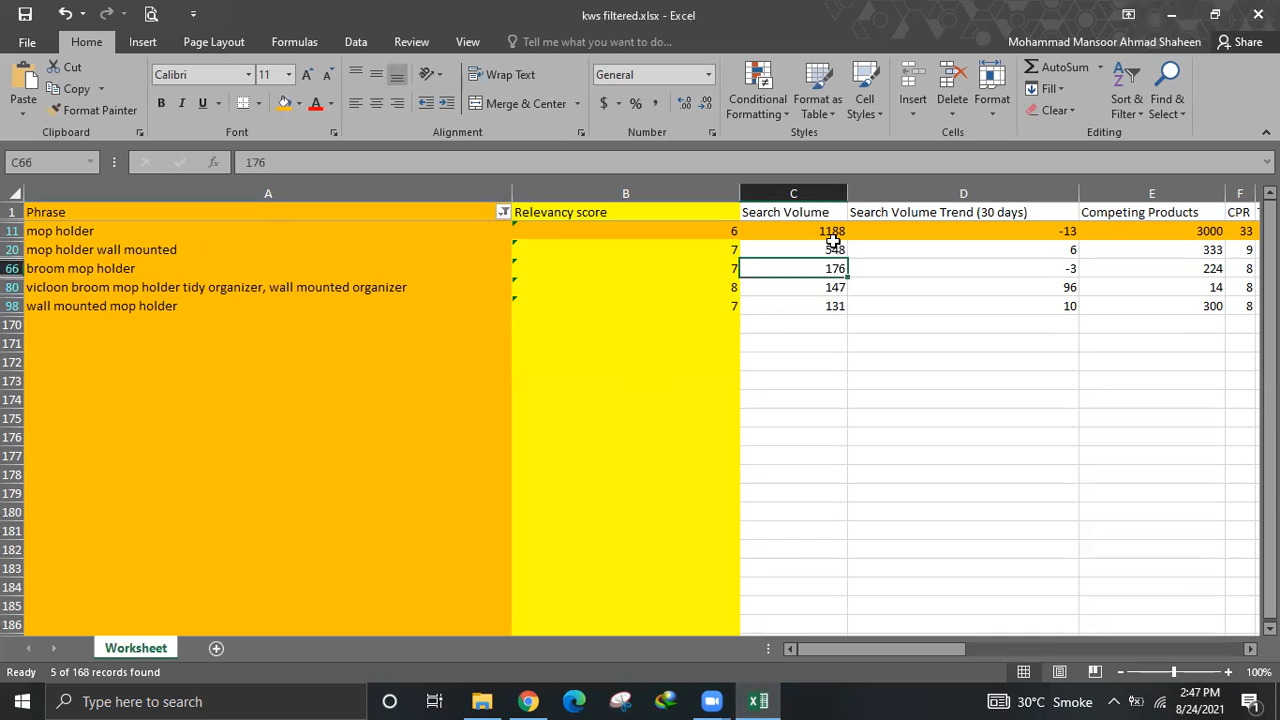 kws filtered.xlsx - Excel
File Home Insert Page Layout Formulas Data Review View Tell me what you want to do... Mohammad Mansoor Ahmad Shaheen Share
Paste Cut Copy Format Painter
Clipboard
Calibri 11
B I U
Font
Wrap Text
Merge & Center
Alignment
General
$ % ,
Number
Conditional Formatting Format as Table Cell Styles
Styles
Insert Delete Format
Cells
AutoSum Fill Clear
Sort & Filter Find & Select
Editing
C66 fx 176
A B C D E F
1 Phrase Relevancy score Search Volume Search Volume Trend (30 days) Competing Products CPR
11 mop holder 6 1188 -13 3000 33
20 mop holder wall mounted 7 548 6 333 9
66 broom mop holder 7 176 -3 224 8
80 vicloon broom mop holder tidy organizer, wall mounted organizer 8 147 96 14 8
98 wall mounted mop holder 7 131 10 300 8
170
171
172
173
174
175
176
177
178
179
180
181
182
183
184
185
186
Worksheet
Ready 5 of 168 records found 100%
Type here to search 30°C Smoke 2:47 PM
8/24/2021